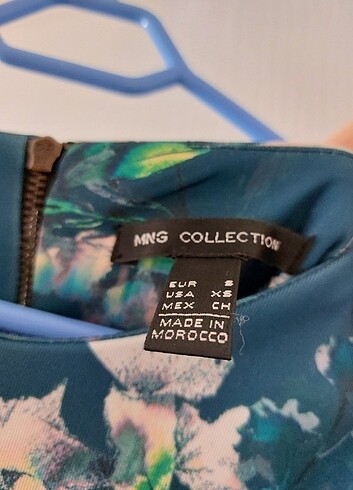 MNG COLLECTION
EUR S
USA XS
MEX CH
MADE IN
MOROCCO